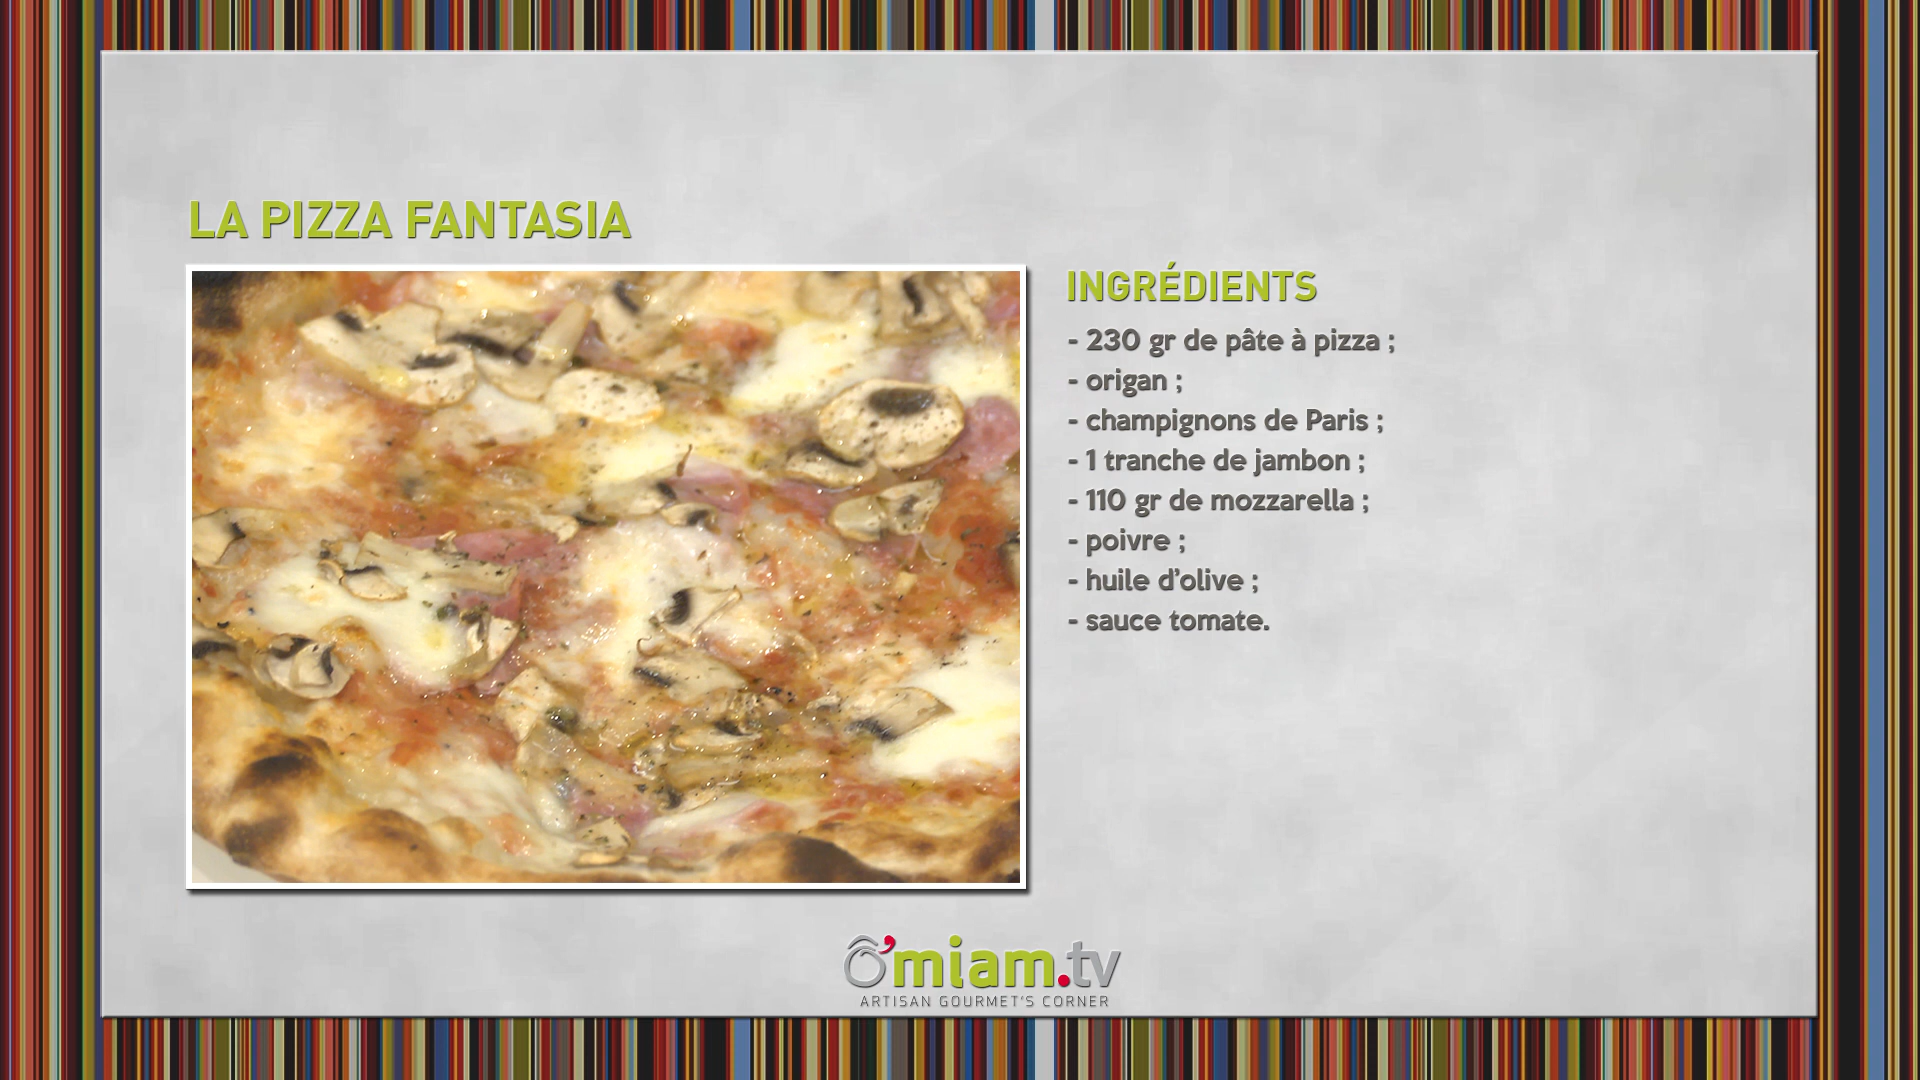 LA PIZZA FANTASIA
INGRÉDIENTS
- 230 gr de pâte à pizza ;
- origan ;
- champignons de Paris ;
- 1 tranche de jambon ;
- 110 gr de mozzarella ;
- poivre ;
- huile d'olive ;
- sauce tomate.
Ô'miam.tv
ARTISAN GOURMET'S CORNER